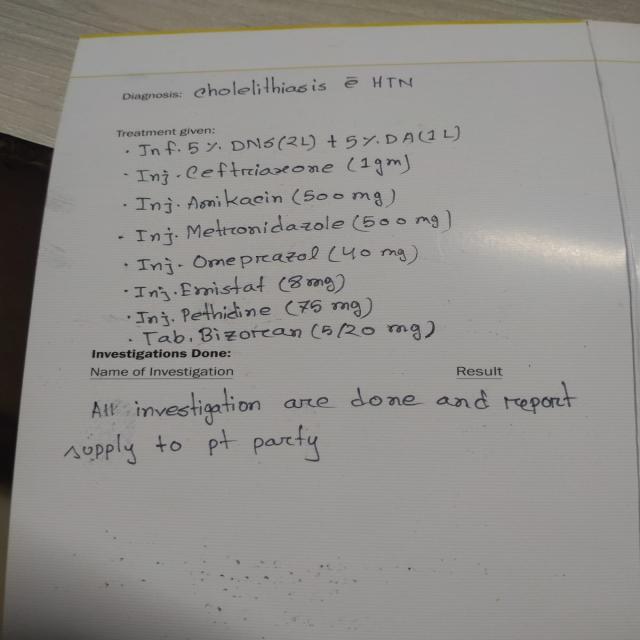 Diagnosis: Cholelithiasis c̄ HTN
Treatment given:
• Inf. 5 %. DNS (2L) + 5 %. DA (1 L)
• Inj. Ceftriaxone (1gm)
• Inj. Amikacin (500 mg)
• Inj. Metronidazole (500 mg)
• Inj. Omeprazol (40 mg)
• Inj. Emistat (8mg)
• Inj. Pethidine (75 mg)
• Tab. Bizoran (5/20 mg)
Investigations Done:
Name of Investigation Result
All investigation are done and report
supply to pt party